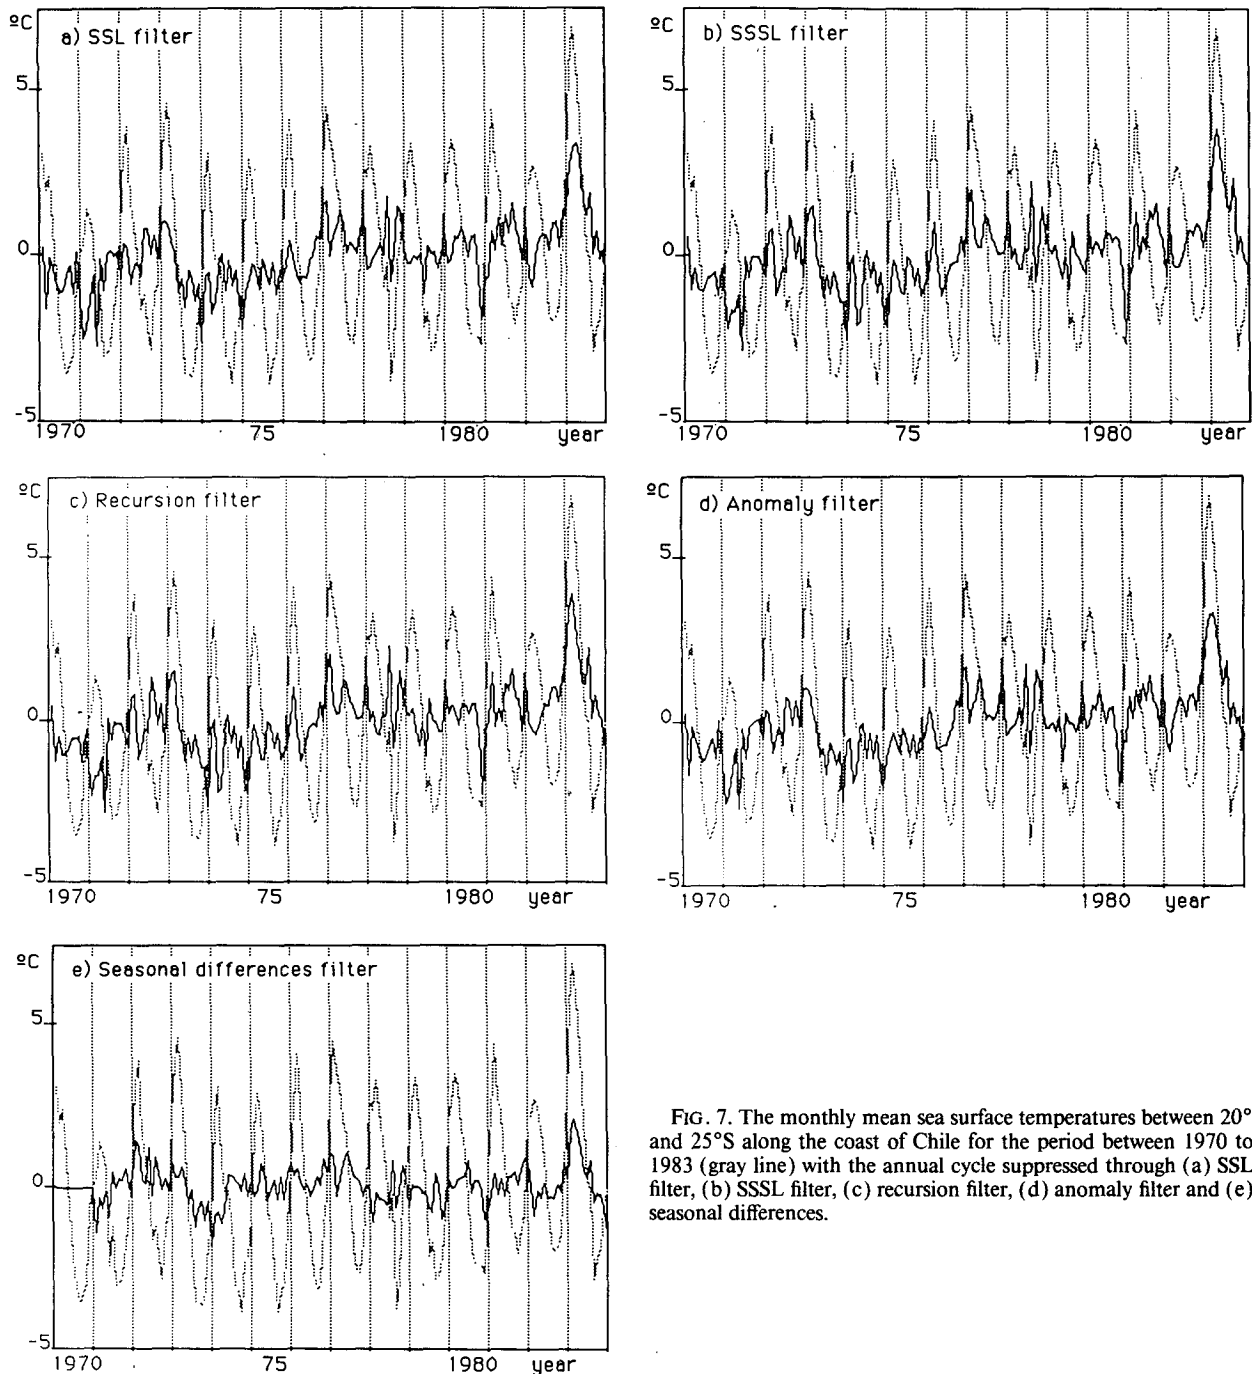 ºC
a) SSL filter
5
0
-5
1970 75 1980 year
ºC
b) SSSL filter
5
0
-5
1970 75 1980 year
ºC
c) Recursion filter
5
0
-5
1970 75 1980 year
ºC
d) Anomaly filter
5
0
-5
1970 75 1980 year
ºC
e) Seasonal differences filter
5
0
-5
1970 75 1980 year
FIG. 7. The monthly mean sea surface temperatures between 20°
and 25°S along the coast of Chile for the period between 1970 to
1983 (gray line) with the annual cycle suppressed through (a) SSL
filter, (b) SSSL filter, (c) recursion filter, (d) anomaly filter and (e)
seasonal differences.